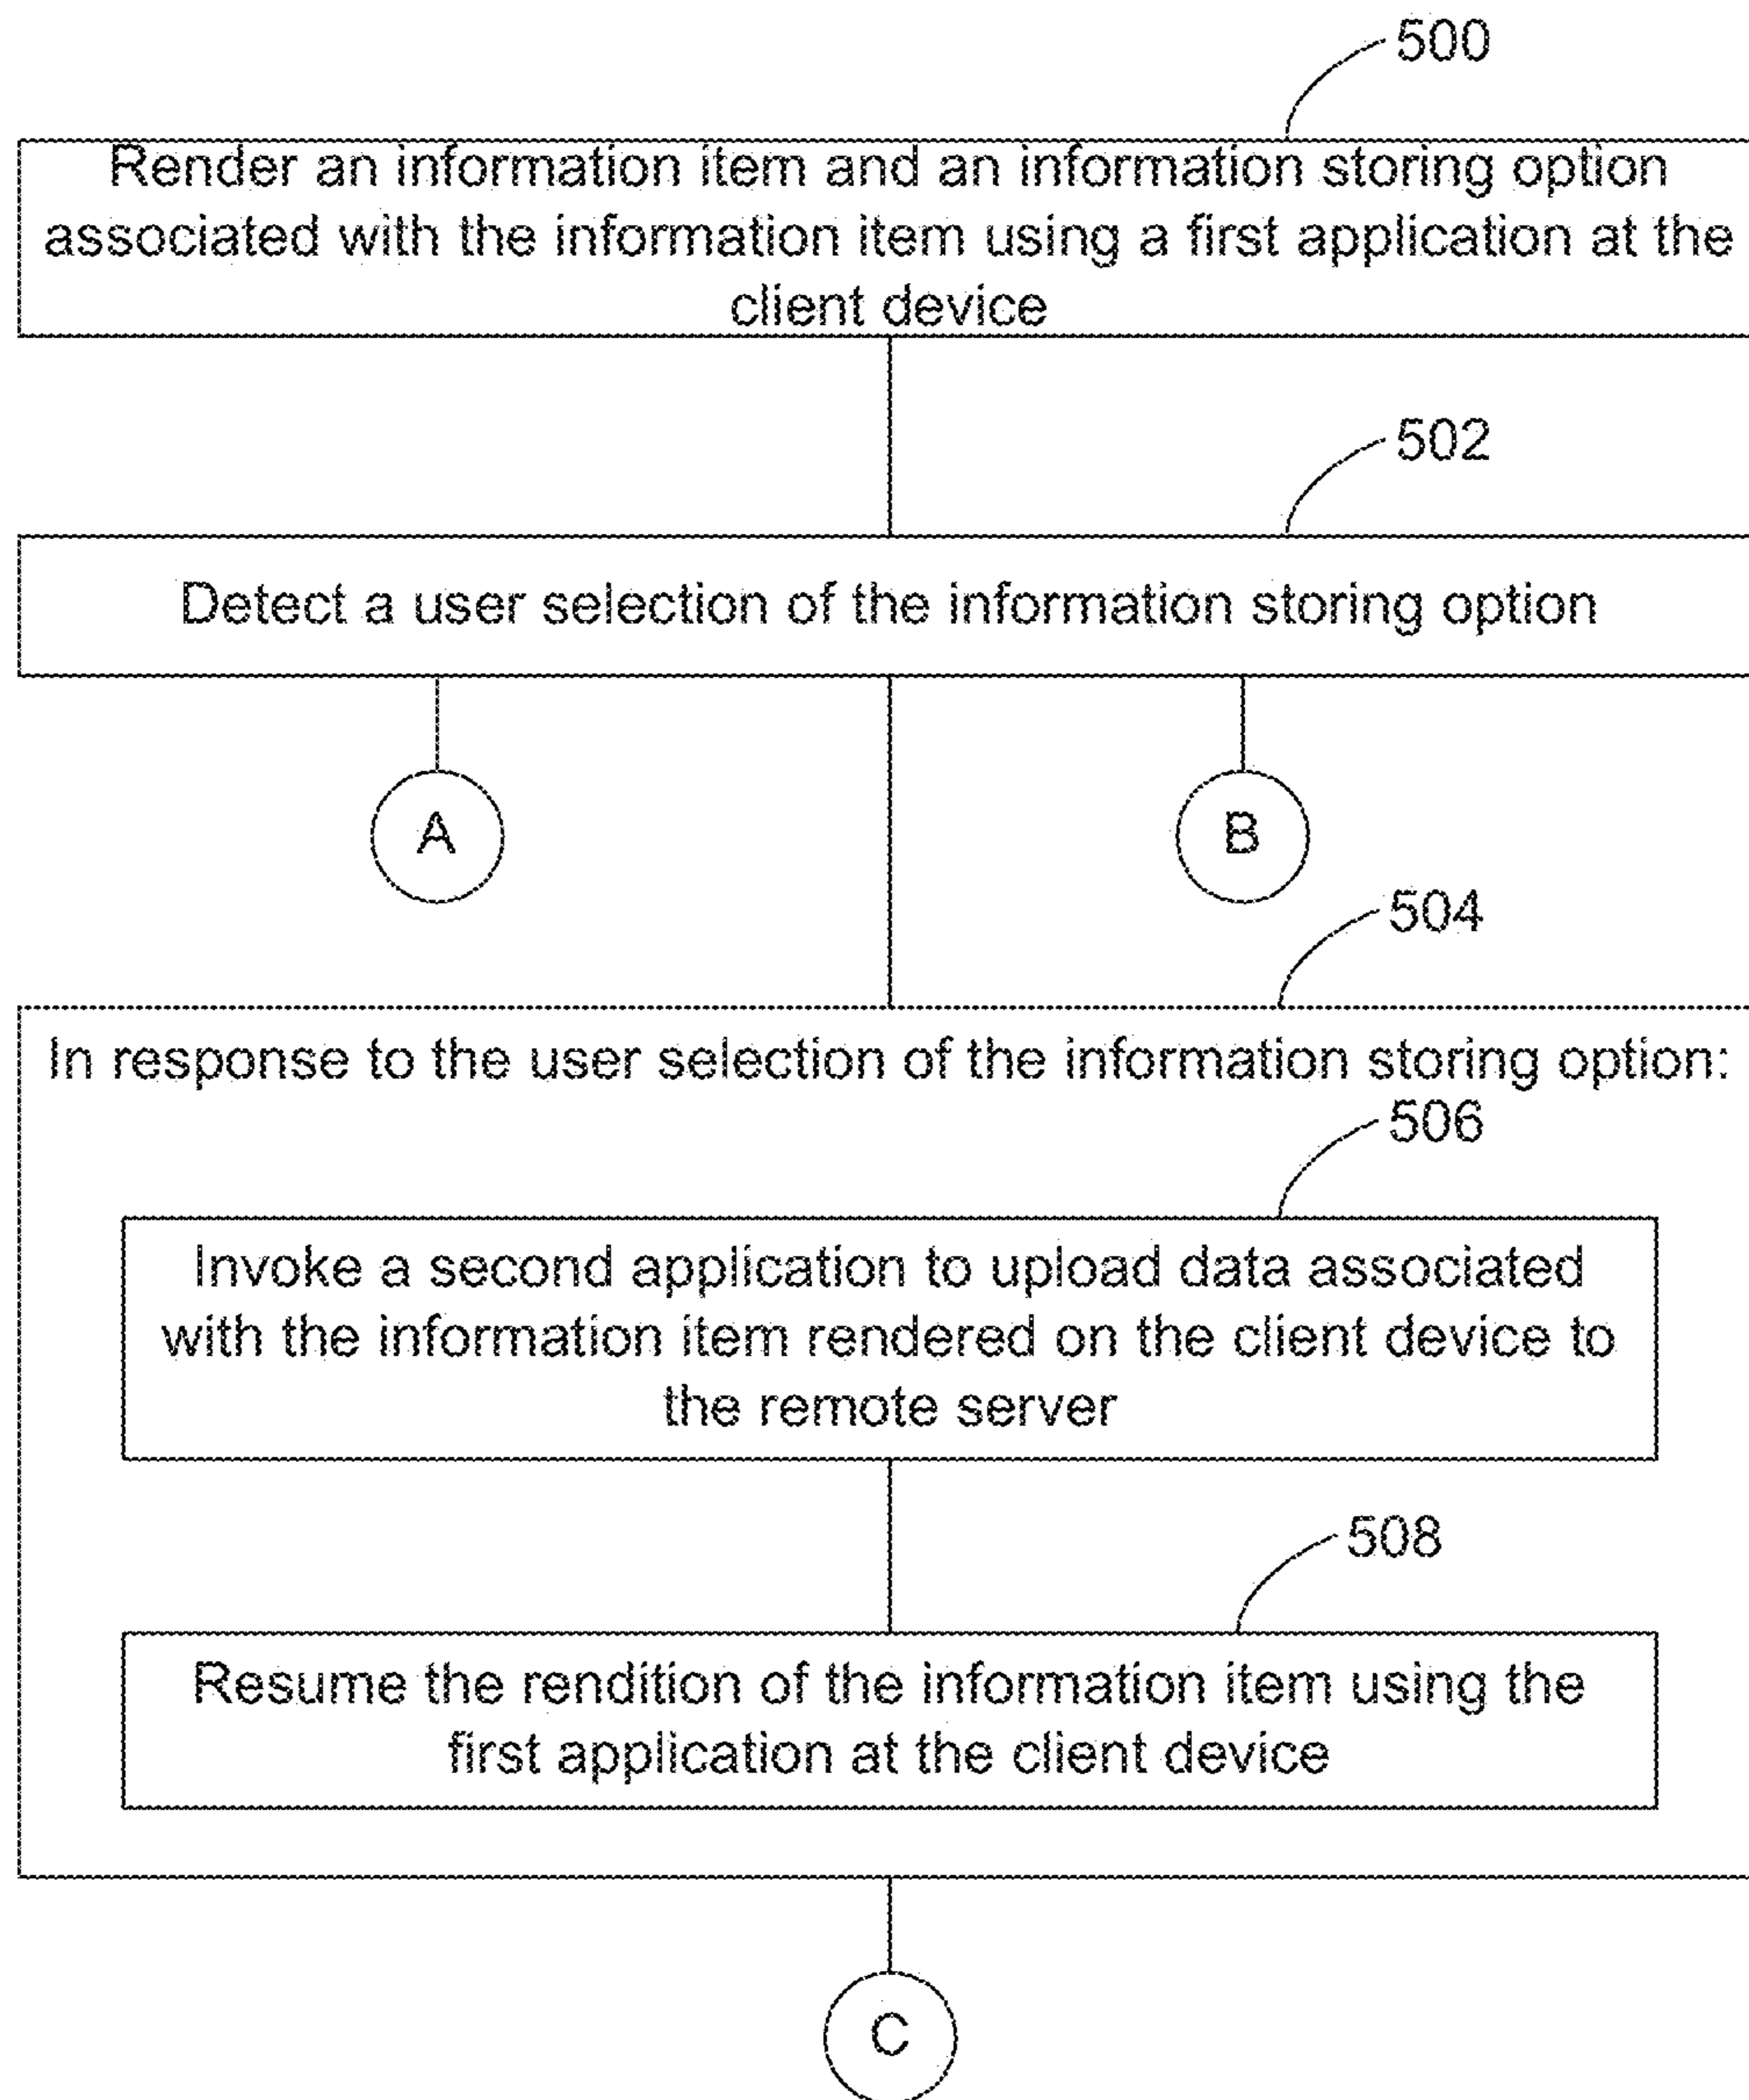 500
Render an information item and an information storing option
associated with the information item using a first application at the
client device
502
Detect a user selection of the information storing option
A
B
504
In response to the user selection of the information storing option:
506
Invoke a second application to upload data associated
with the information item rendered on the client device to
the remote server
508
Resume the rendition of the information item using the
first application at the client device
C